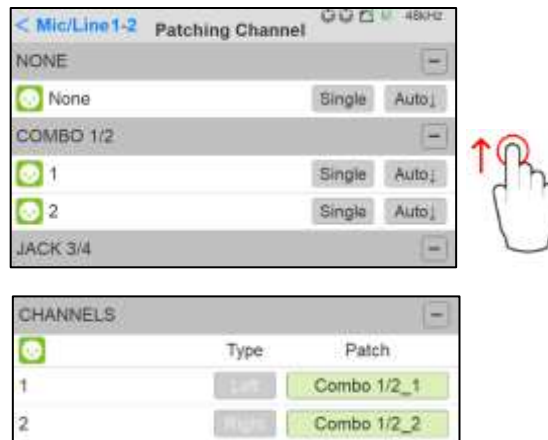 < Mic/Line1-2 Patching Channel 48kHz
NONE −
None Single Auto↓
COMBO 1/2 −
1 Single Auto↓
2 Single Auto↓
JACK 3/4 −
CHANNELS −
Type Patch
1 Left Combo 1/2_1
2 Right Combo 1/2_2